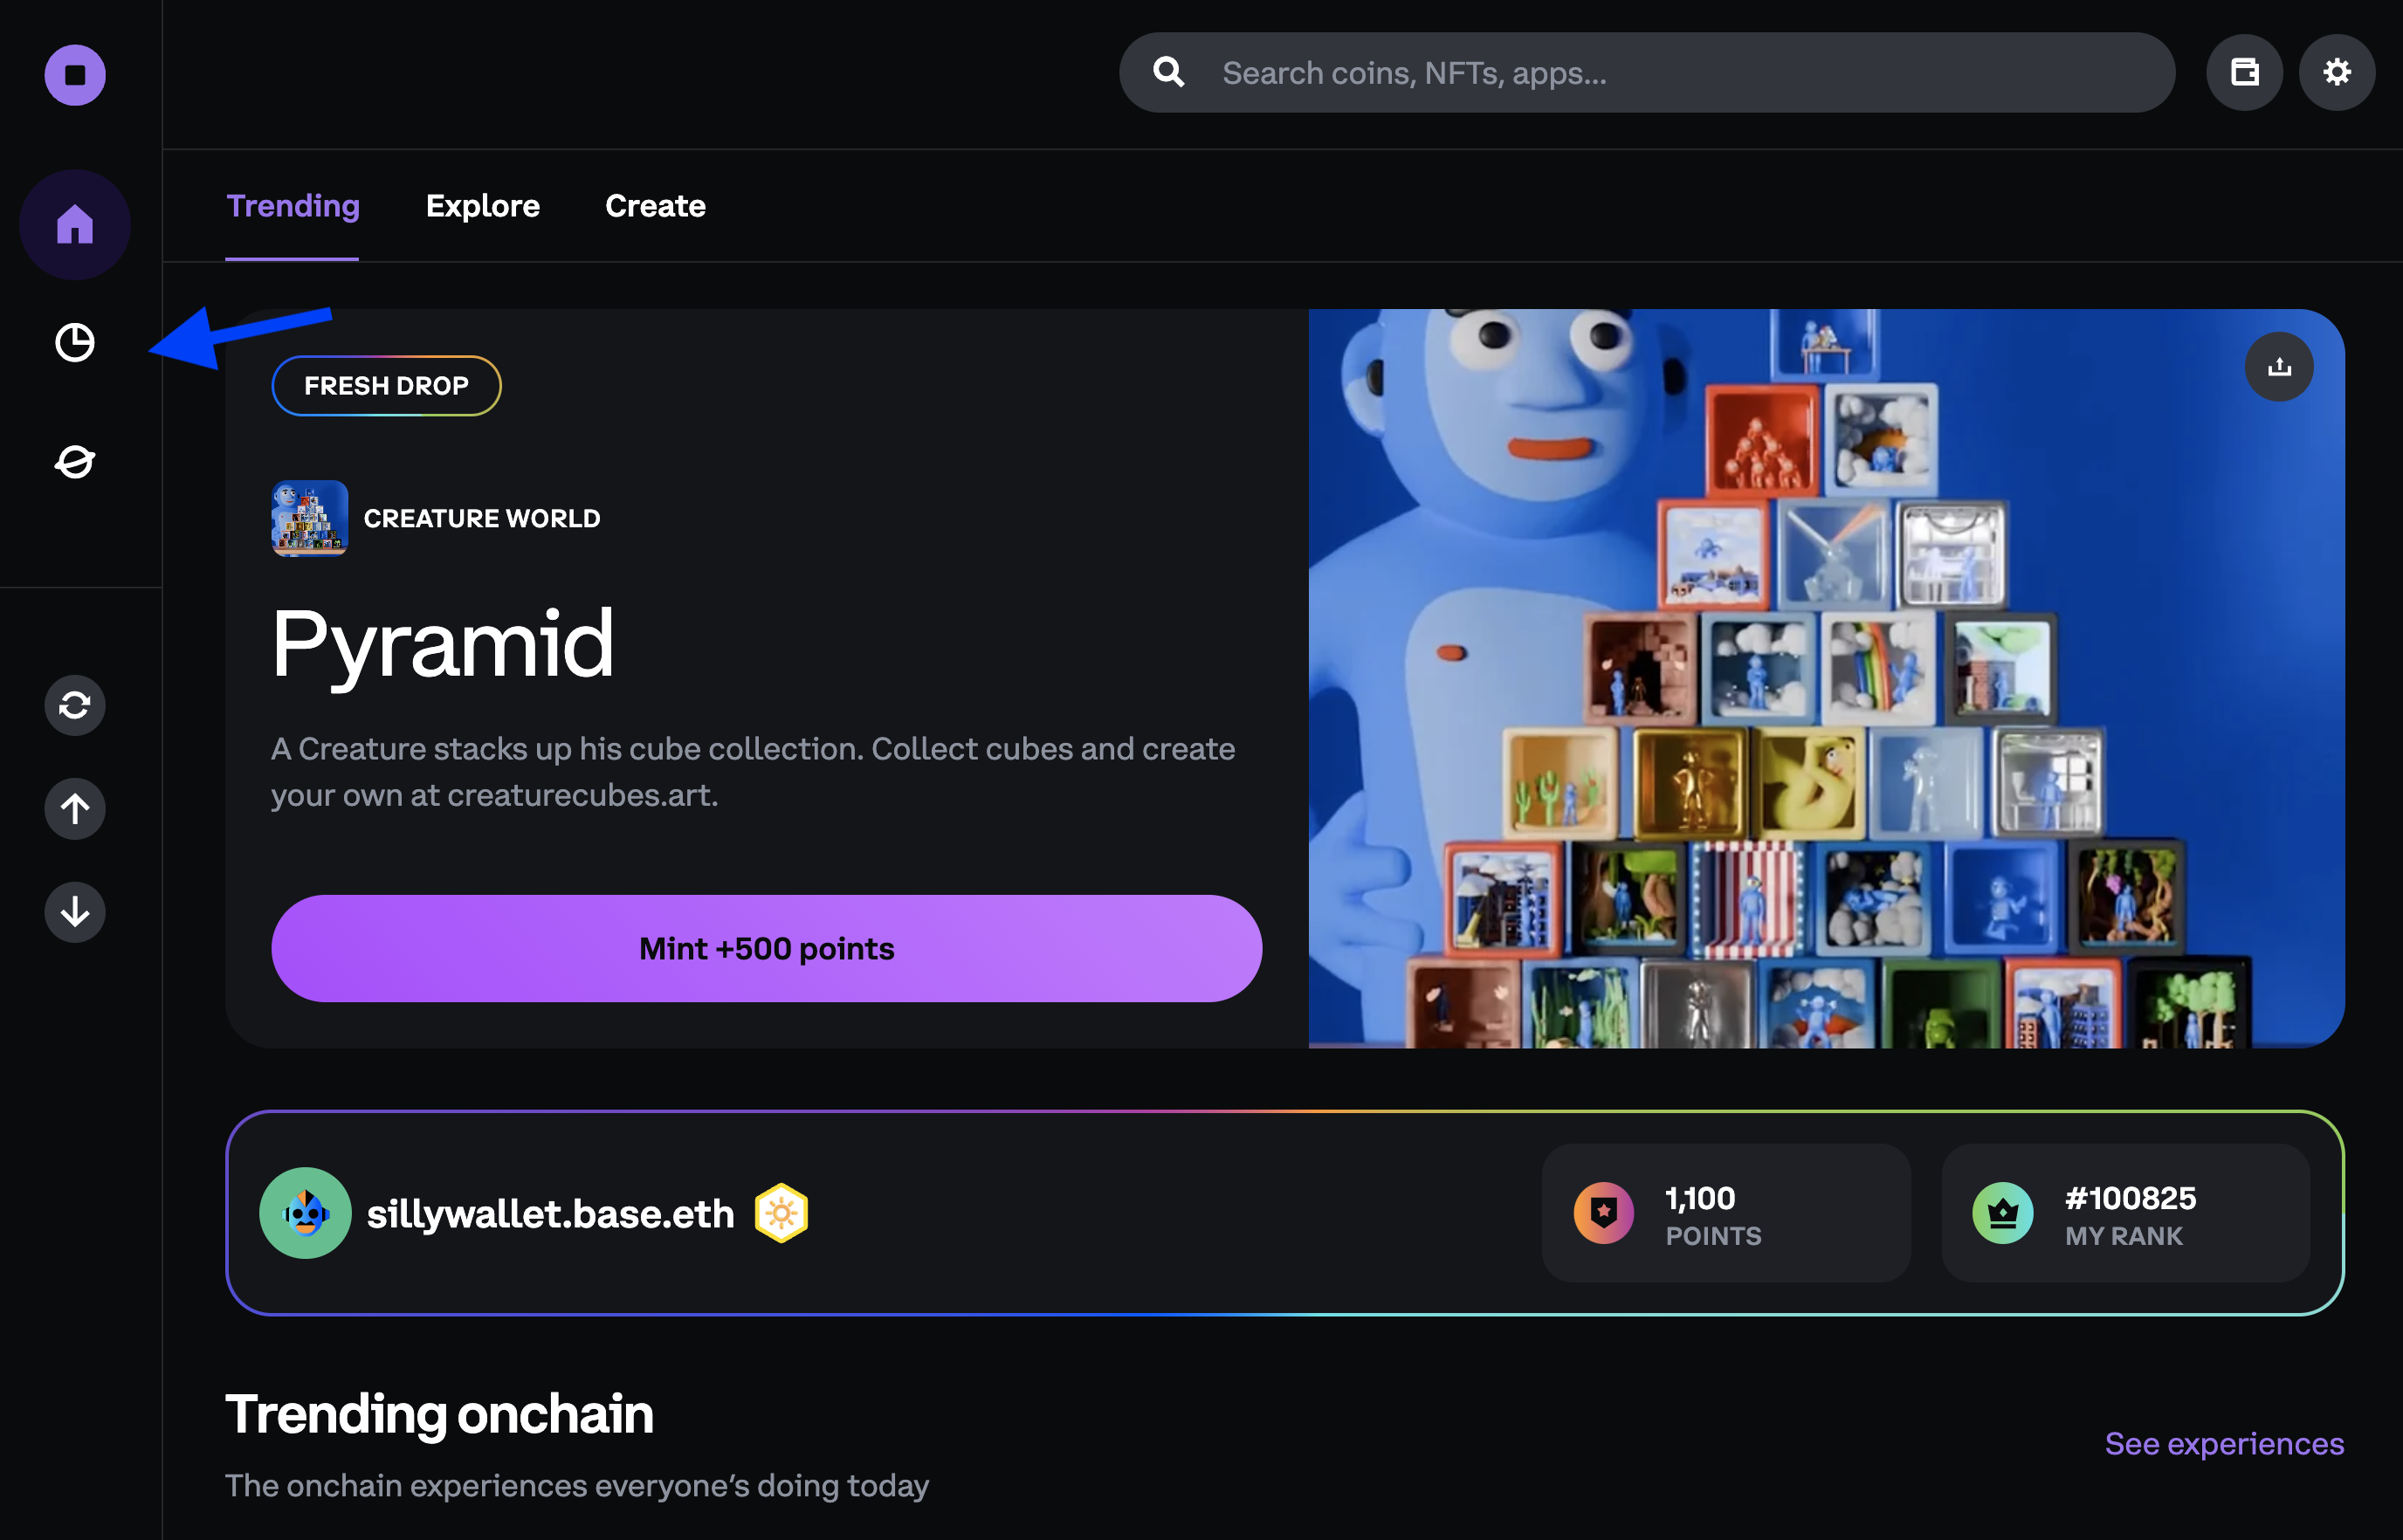 Search coins, NFTs, apps...
Trending
Explore
Create
FRESH DROP
CREATURE WORLD
Pyramid
A Creature stacks up his cube collection. Collect cubes and create
your own at creaturecubes.art.
Mint +500 points
sillywallet.base.eth
1,100
POINTS
#100825
MY RANK
Trending onchain
See experiences
The onchain experiences everyone’s doing today